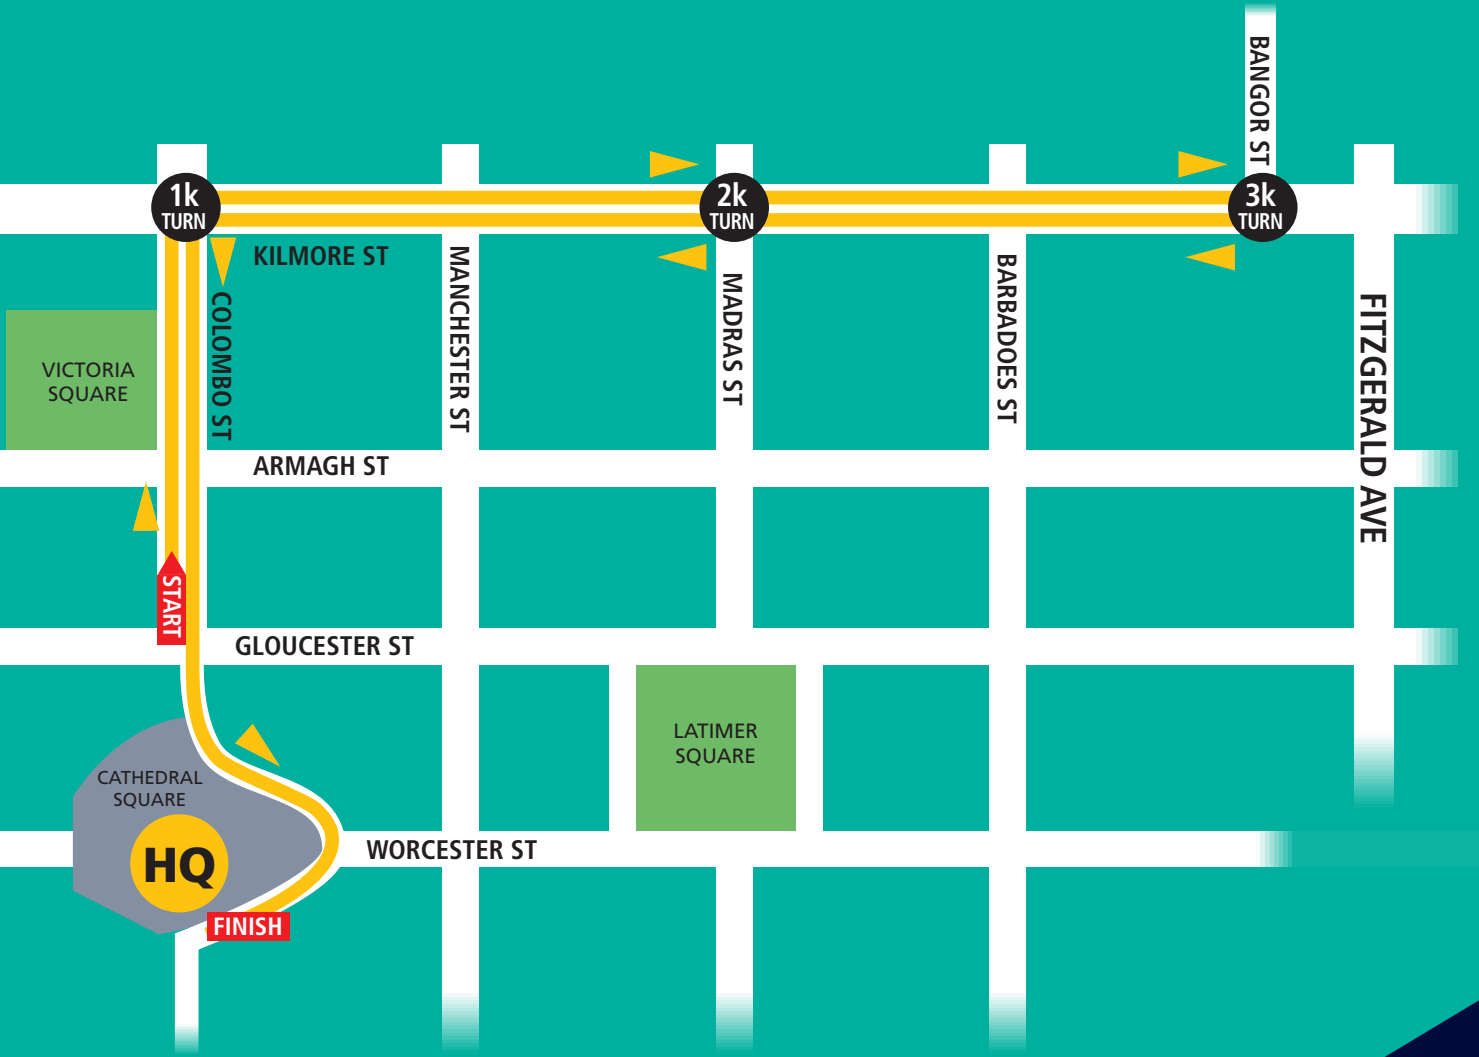 BANGOR ST
1k
TURN
2k
TURN
3k
TURN
KILMORE ST
COLOMBO ST
MANCHESTER ST
MADRAS ST
BARBADOES ST
FITZGERALD AVE
VICTORIA
SQUARE
ARMAGH ST
START
GLOUCESTER ST
LATIMER
SQUARE
CATHEDRAL
SQUARE
HQ
WORCESTER ST
FINISH